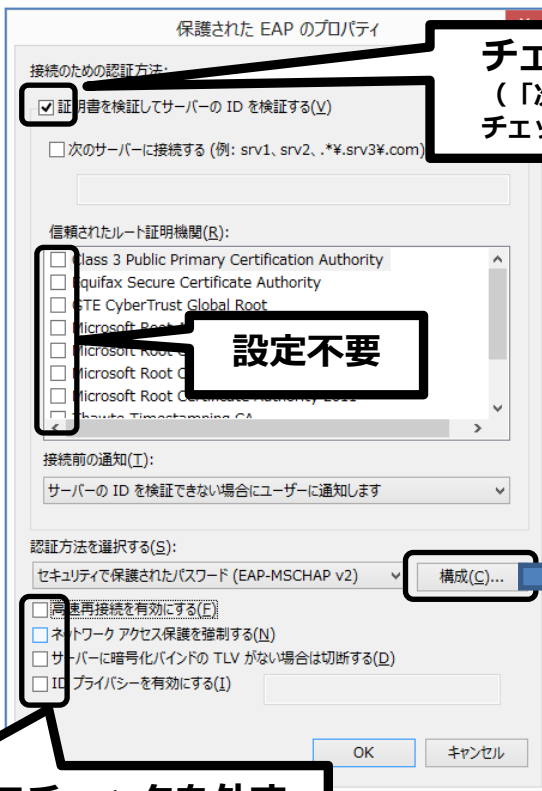 保護された EAP のプロパティ
接続のための認証方法:
チェ
証明書を検証してサーバーの ID を検証する(V)
(「次
チェッ
次のサーバーに接続する (例: srv1、srv2、.*¥.srv3¥.com)
信頼されたルート証明機関(R):
Class 3 Public Primary Certification Authority
Equifax Secure Certificate Authority
GTE CyberTrust Global Root
Microsoft Root
Microsoft Root C
設定不要
Microsoft Root C
Microsoft Root Certificate Authority 2011
Thawte Timestamping CA
接続前の通知(T):
サーバーの ID を検証できない場合にユーザーに通知します
認証方法を選択する(S):
セキュリティで保護されたパスワード (EAP-MSCHAP v2)
構成(C)...
高速再接続を有効にする(F)
ネットワーク アクセス保護を強制する(N)
サーバーに暗号化バインドの TLV がない場合は切断する(D)
ID プライバシーを有効にする(I)
OK
キャンセル